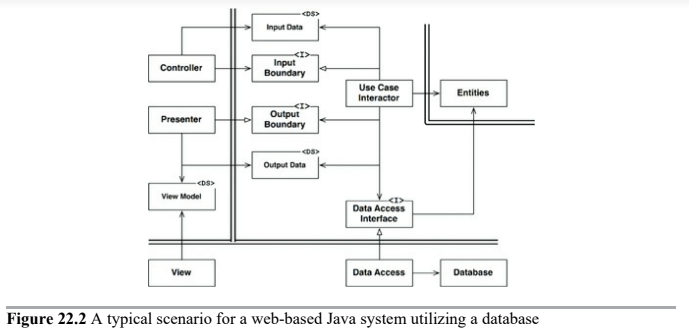 <DS>
Input Data
<I>
Controller
Input
Boundary
Use Case
Interactor
Entities
<I>
Presenter
Output
Boundary
<DS>
Output Data
<DS>
View Model
<I>
Data Access
Interface
View
Data Access
Database
Figure 22.2 A typical scenario for a web-based Java system utilizing a database